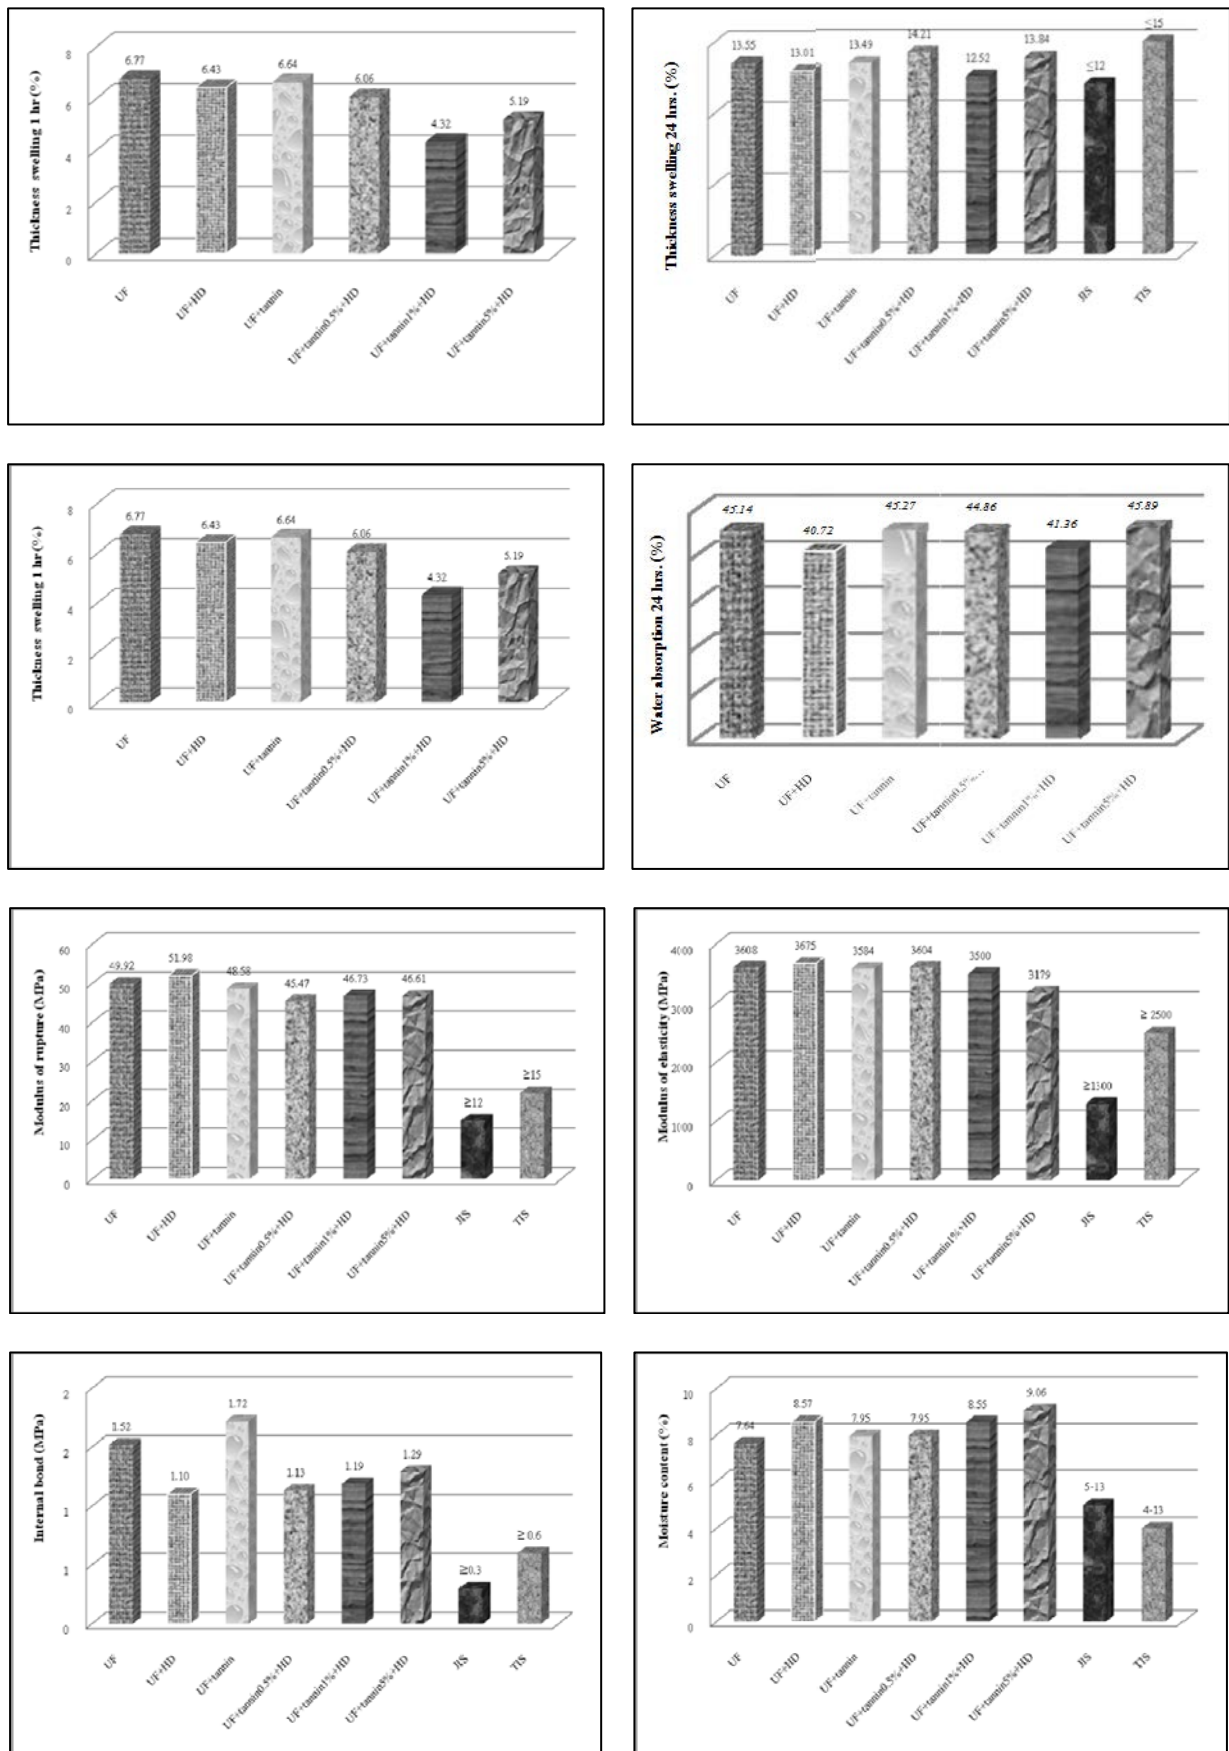 Thickness swelling 1 hr (%)
8
6
4
2
0
6.77
6.43
6.64
6.06
4.32
5.19
UF
UF+HD
UF+tannin
UF+tannin0.5%+HD
UF+tannin1%+HD
UF+tannin5%+HD
Thickness swelling 24 hrs. (%)
13.55
13.01
13.49
14.21
12.52
13.84
≤12
≤15
UF
UF+HD
UF+tannin
UF+tannin0.5%+HD
UF+tannin1%+HD
UF+tannin5%+HD
JIS
TIS
Thickness swelling 1 hr (%)
8
6
4
2
0
6.77
6.43
6.64
6.06
4.32
5.19
UF
UF+HD
UF+tannin
UF+tannin0.5%+HD
UF+tannin1%+HD
UF+tannin5%+HD
Water absorption 24 hrs. (%)
45.14
40.72
45.27
44.86
41.36
45.89
UF
UF+HD
UF+tannin
UF+tannin0.5%
UF+tannin1%+HD
UF+tannin5%+HD
Modulus of rupture (MPa)
60
50
40
30
20
10
0
49.92
51.98
48.58
45.47
46.73
46.61
≥12
≥15
UF
UF+HD
UF+tannin
UF+tannin0.5%+HD
UF+tannin1%+HD
UF+tannin5%+HD
JIS
TIS
Modulus of elasticity (MPa)
4000
3000
2000
1000
0
3608
3675
3584
3604
3500
3179
≥1300
≥ 2500
UF
UF+HD
UF+tannin
UF+tannin0.5%+HD
UF+tannin1%+HD
UF+tannin5%+HD
JIS
TIS
Internal bond (MPa)
2
2
1
1
0
1.52
1.10
1.72
1.13
1.19
1.29
≥0.3
≥ 0.6
UF
UF+HD
UF+tannin
UF+tannin0.5%+HD
UF+tannin1%+HD
UF+tannin5%+HD
JIS
TIS
Moisture content (%)
10
8
6
4
2
0
7.64
8.57
7.95
7.95
8.55
9.06
5-13
4-13
UF
UF+HD
UF+tannin
UF+tannin0.5%+HD
UF+tannin1%+HD
UF+tannin5%+HD
JIS
TIS